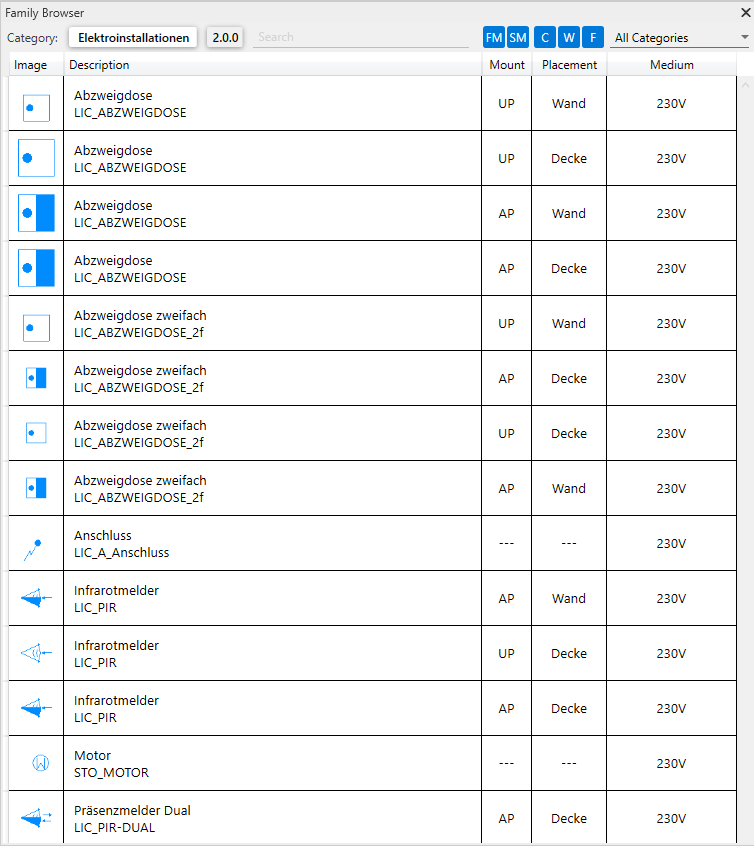 Family Browser
Category: Elektroinstallationen 2.0.0 Search FM SM C W F All Categories
Image Description Mount Placement Medium
Abzweigdose
LIC_ABZWEIGDOSE
UP Wand 230V
Abzweigdose
LIC_ABZWEIGDOSE
UP Decke 230V
Abzweigdose
LIC_ABZWEIGDOSE
AP Wand 230V
Abzweigdose
LIC_ABZWEIGDOSE
AP Decke 230V
Abzweigdose zweifach
LIC_ABZWEIGDOSE_2f
UP Wand 230V
Abzweigdose zweifach
LIC_ABZWEIGDOSE_2f
AP Decke 230V
Abzweigdose zweifach
LIC_ABZWEIGDOSE_2f
UP Decke 230V
Abzweigdose zweifach
LIC_ABZWEIGDOSE_2f
AP Wand 230V
Anschluss
LIC_A_Anschluss
--- --- 230V
Infrarotmelder
LIC_PIR
AP Wand 230V
Infrarotmelder
LIC_PIR
UP Decke 230V
Infrarotmelder
LIC_PIR
AP Decke 230V
Motor
STO_MOTOR
--- --- 230V
Präsenzmelder Dual
LIC_PIR-DUAL
AP Decke 230V